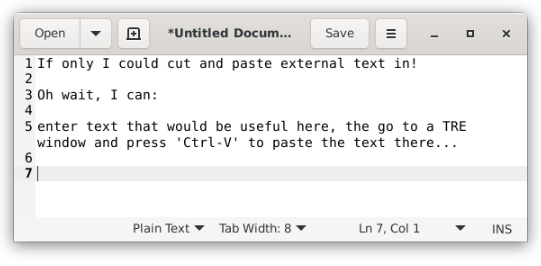 Open
*Untitled Docum...
Save
1 If only I could cut and paste external text in!
2
3 Oh wait, I can:
4
5 enter text that would be useful here, the go to a TRE
window and press 'Ctrl-V' to paste the text there...
6
7
Plain Text Tab Width: 8 Ln 7, Col 1 INS